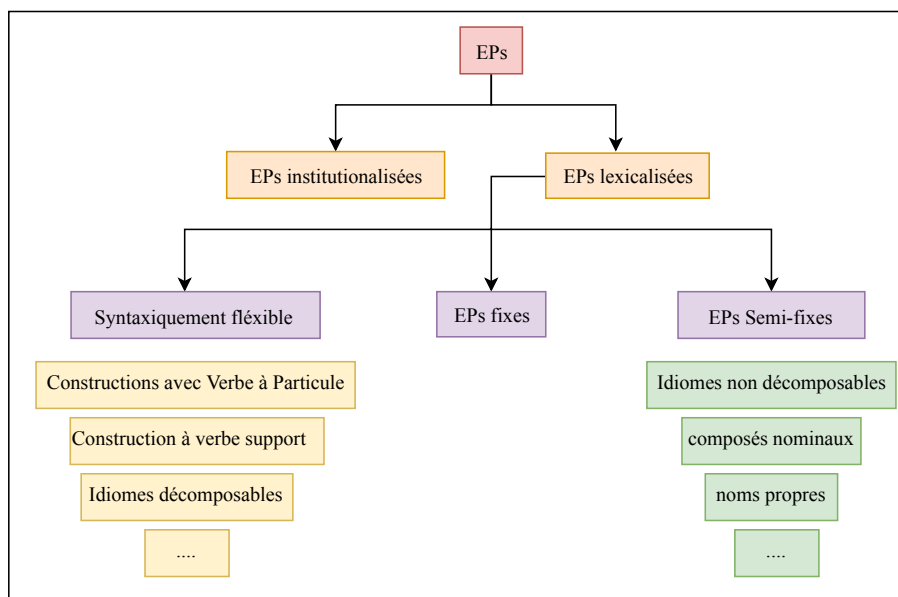 EPs
EPs institutionalisées
EPs lexicalisées
Syntaxiquement fléxible
EPs fixes
EPs Semi-fixes
Constructions avec Verbe à Particule
Idiomes non décomposables
Construction à verbe support
composés nominaux
Idiomes décomposables
noms propres
....
....